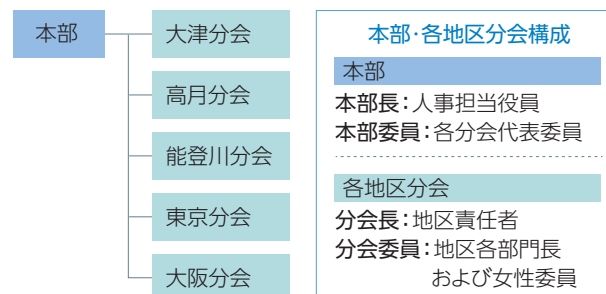 本部
大津分会
高月分会
能登川分会
東京分会
大阪分会
本部・各地区分会構成
本部
本部長：人事担当役員
本部委員：各分会代表委員
各地区分会
分会長：地区責任者
分会委員：地区各部門長
および女性委員